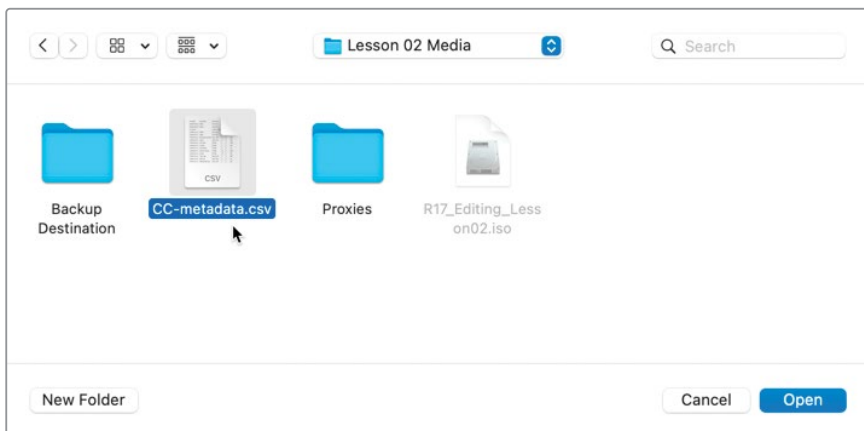 Lesson 02 Media
Search
CSV
Backup
Destination
CC-metadata.csv
Proxies
R17_Editing_Less
on02.iso
New Folder
Cancel
Open